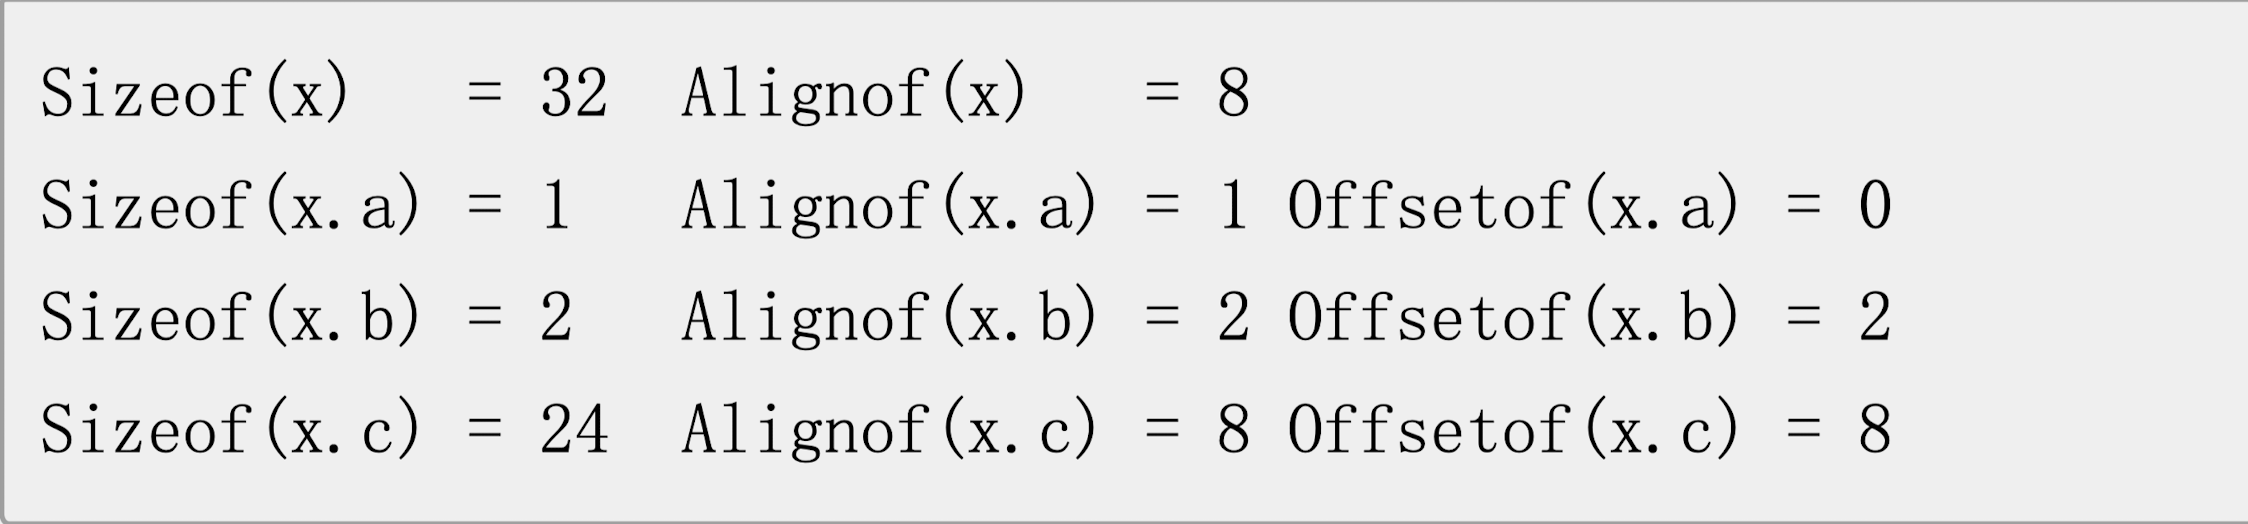 Sizeof(x)   = 32  Alignof(x)   = 8
Sizeof(x.a) = 1   Alignof(x.a) = 1 Offsetof(x.a) = 0
Sizeof(x.b) = 2   Alignof(x.b) = 2 Offsetof(x.b) = 2
Sizeof(x.c) = 24  Alignof(x.c) = 8 Offsetof(x.c) = 8